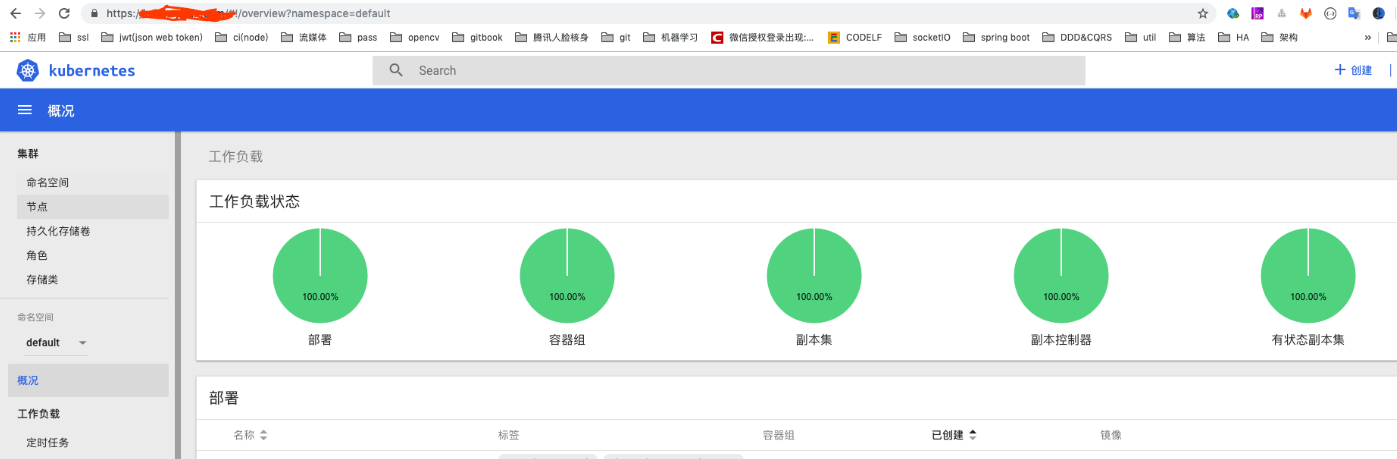 https:/
/#!/overview?namespace=default
应用 ssl jwt(json web token) ci(node) 流媒体 pass opencv gitbook 腾讯人脸核身 git 机器学习 微信授权登录出现:... CODELF socketIO spring boot DDD&CQRS util 算法 HA 架构 »
kubernetes
Search
+ 创建
概况
集群
命名空间
节点
持久化存储卷
角色
存储类
命名空间
default
概况
工作负载
定时任务
工作负载
工作负载状态
100.00% 100.00% 100.00% 100.00% 100.00%
部署 容器组 副本集 副本控制器 有状态副本集
部署
名称 标签 容器组 已创建 镜像